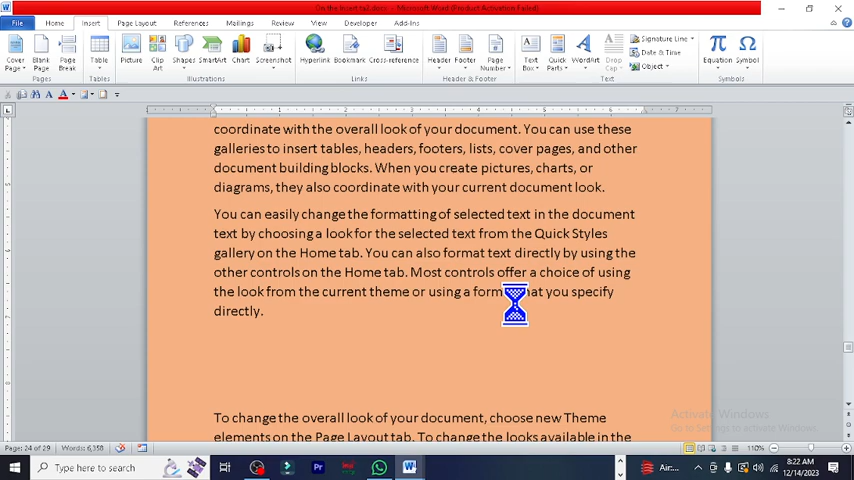 On the Insert ta2.docx - Microsoft Word (Product Activation Failed)
File Home Insert Page Layout References Mailings Review View Developer Add-Ins
Cover Page Blank Page Page Break Table Picture Clip Art Shapes SmartArt Chart Screenshot Hyperlink Bookmark Cross-reference Header Footer Page Number Text Box Quick Parts WordArt Drop Cap Signature Line Equation Symbol
Date & Time
Object
Pages Tables Illustrations Links Header & Footer Text Symbols
coordinate with the overall look of your document. You can use these
galleries to insert tables, headers, footers, lists, cover pages, and other
document building blocks. When you create pictures, charts, or
diagrams, they also coordinate with your current document look.
You can easily change the formatting of selected text in the document
text by choosing a look for the selected text from the Quick Styles
gallery on the Home tab. You can also format text directly by using the
other controls on the Home tab. Most controls offer a choice of using
the look from the current theme or using a form at you specify
directly.
To change the overall look of your document, choose new Theme
elements on the Page Layout tab. To change the looks available in the
Activate Windows
Go to Settings to activate Windows.
Page: 24 of 29 Words: 6,358 110%
Type here to search Air: 8:22 AM
12/14/2023